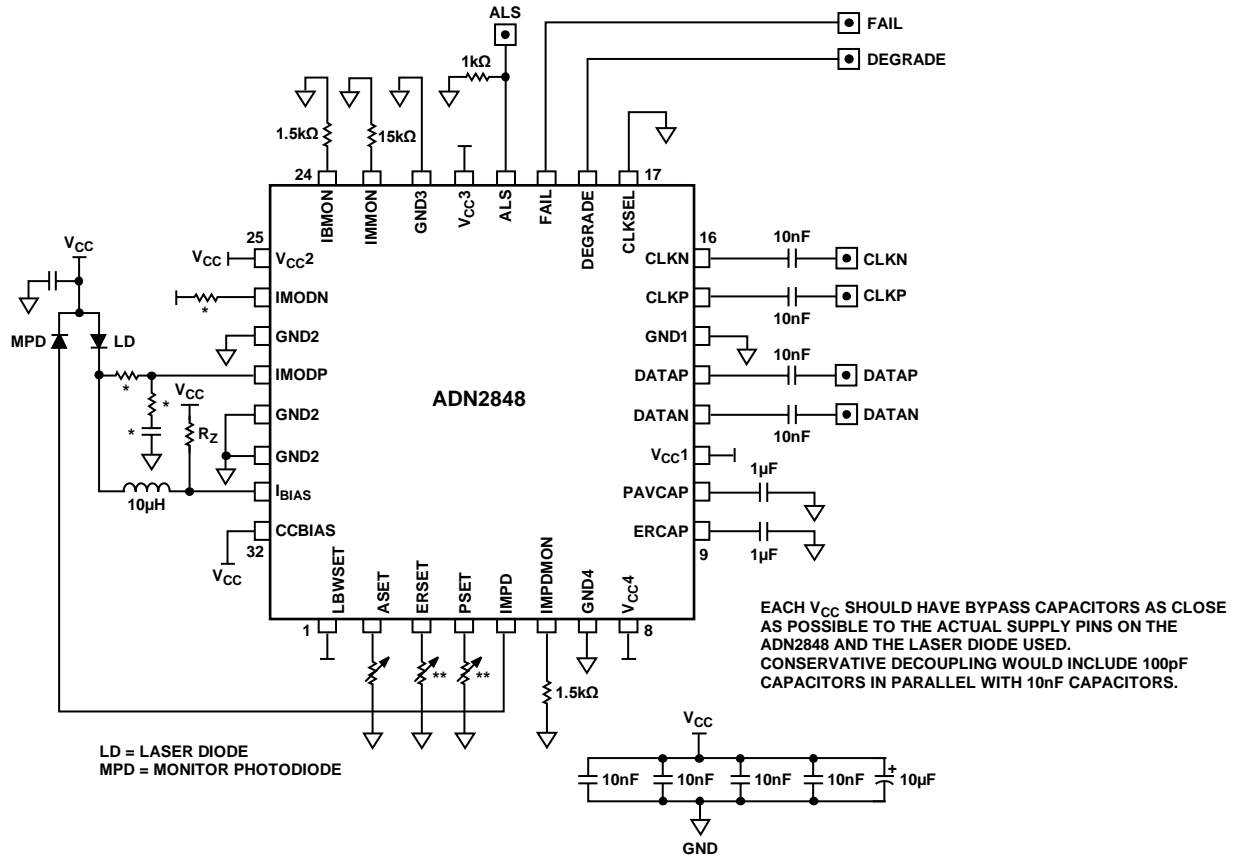 ALS
FAIL
DEGRADE
1kΩ
1.5kΩ
15kΩ
24
17
IBMON
IMMON
GND3
VCC3
ALS
FAIL
DEGRADE
CLKSEL
25
16
VCC
VCC
VCC2
IMODN
*
GND2
MPD
LD
IMODP
*
*
*
VCC
RZ
GND2
GND2
IBIAS
10µH
CCBIAS
32
VCC
ADN2848
CLKN
10nF
CLKN
CLKP
10nF
CLKP
GND1
DATAP
10nF
DATAP
DATAN
10nF
DATAN
VCC1
PAVCAP
1µF
ERCAP
1µF
9
LBWSET
ASET
ERSET
PSET
IMPD
IMPDMON
GND4
VCC4
1
8
**
**
1.5kΩ
EACH VCC SHOULD HAVE BYPASS CAPACITORS AS CLOSE
AS POSSIBLE TO THE ACTUAL SUPPLY PINS ON THE
ADN2848 AND THE LASER DIODE USED.
CONSERVATIVE DECOUPLING WOULD INCLUDE 100pF
CAPACITORS IN PARALLEL WITH 10nF CAPACITORS.
LD = LASER DIODE
MPD = MONITOR PHOTODIODE
VCC
10nF
10nF
10nF
10nF
+
10µF
GND